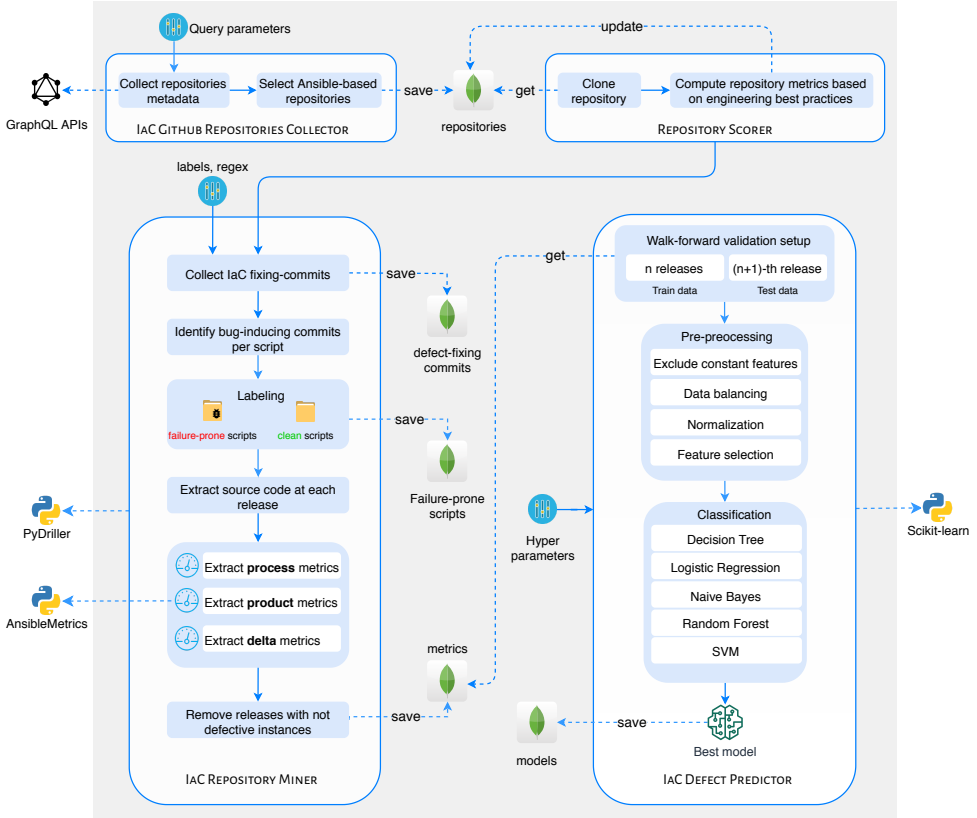 Query parameters
update
Collect repositories
metadata
Select Ansible-based
repositories
save
get
Clone
repository
Compute repository metrics based
on engineering best practices
GraphQL APIs
repositories
IaC Github Repositories Collector
Repository Scorer
labels, regex
Collect IaC fixing-commits
save
Identify bug-inducing commits
per script
defect-fixing
commits
Labeling
failure-prone scripts
clean scripts
save
Failure-prone
scripts
Extract source code at each
release
PyDriller
Extract process metrics
Extract product metrics
Extract delta metrics
AnsibleMetrics
metrics
Remove releases with not
defective instances
save
IaC Repository Miner
get
Walk-forward validation setup
n releases
(n+1)-th release
Train data
Test data
Pre-preocessing
Exclude constant features
Data balancing
Normalization
Feature selection
Hyper
parameters
Classification
Decision Tree
Logistic Regression
Naive Bayes
Random Forest
SVM
Scikit-learn
save
models
Best model
IaC Defect Predictor